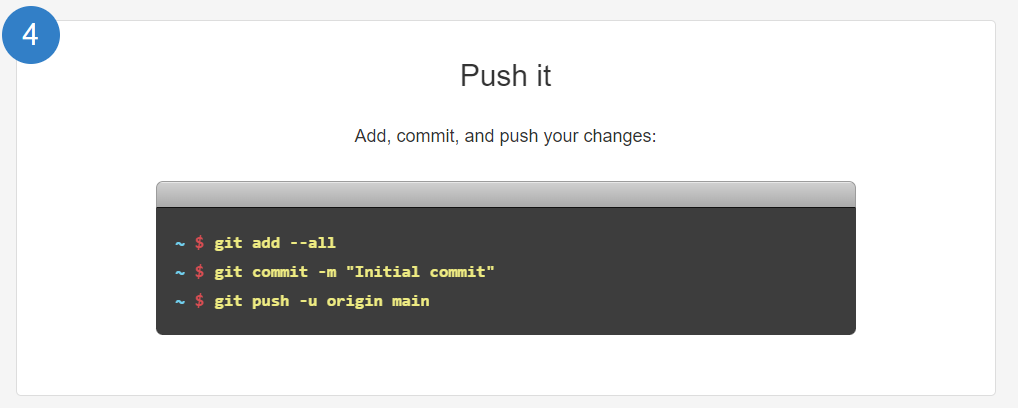 4
Push it
Add, commit, and push your changes:
~ $ git add --all
~ $ git commit -m "Initial commit"
~ $ git push -u origin main